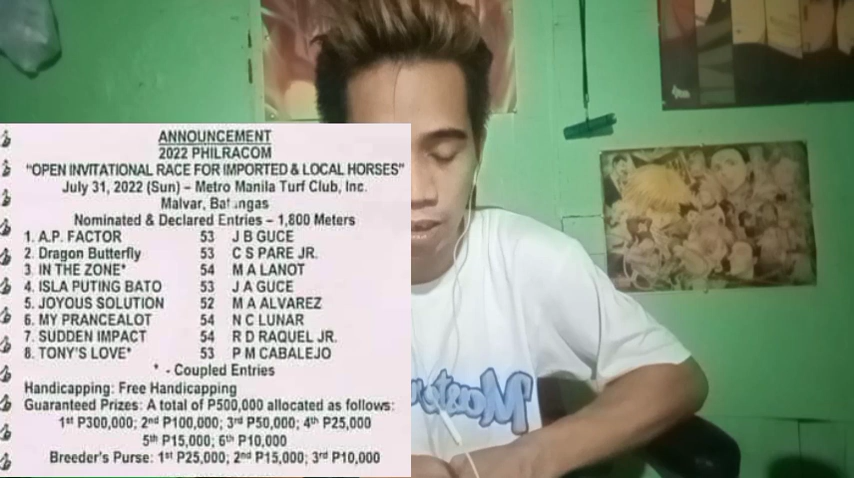 ANNOUNCEMENT
2022 PHILRACOM
"OPEN INVITATIONAL RACE FOR IMPORTED & LOCAL HORSES"
July 31, 2022 (Sun) – Metro Manila Turf Club, Inc.
Malvar,
Nominated & Declared Entries – 1,800 Meters
1. A.P. FACTOR 53 J B GUCE
2. Dragon Butterfly 53 C S PARE JR.
3. IN THE ZONE* 54 M A LANOT
4. ISLA PUTING BATO 53 J A GUCE
5. JOYOUS SOLUTION 52 M A ALVAREZ
6. MY PRANCEALOT 54 N C LUNAR
7. SUDDEN IMPACT 54 R D RAQUEL JR.
8. TONY'S LOVE* 53 P M CABALEJO
* - Coupled Entries
Handicapping: Free Handicapping
Guaranteed Prizes: A total of P500,000 allocated as follows:
1st P300,000; 2nd P100,000; 3rd P50,000; 4th P25,000
5th P15,000; 6th P10,000
Breeder's Purse: 1st P25,000; 2nd P15,000; 3rd P10,000